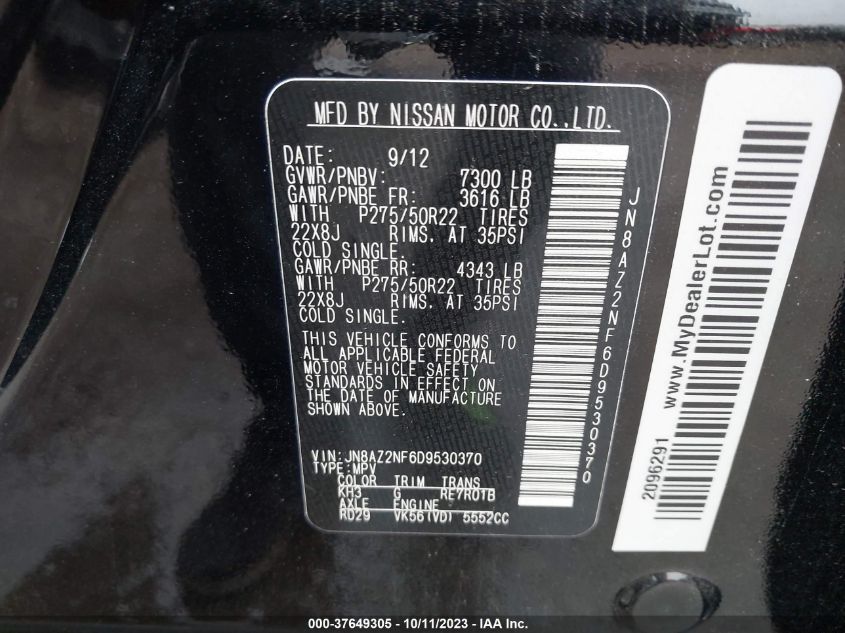 MFD BY NISSAN MOTOR CO.,LTD.
DATE: 9/12
GVWR/PNBV: 7300 LB
GAWR/PNBE FR: 3616 LB
WITH P275/50R22 TIRES
22X8J RIMS. AT 35PSI
COLD SINGLE.
GAWR/PNBE RR: 4343 LB
WITH P275/50R22 TIRES
22X8J RIMS. AT 35PSI
COLD SINGLE.
THIS VEHICLE CONFORMS TO
ALL APPLICABLE FEDERAL
MOTOR VEHICLE SAFETY
STANDARDS IN EFFECT ON
THE DATE OF MANUFACTURE
SHOWN ABOVE.
VIN: JN8AZ2NF6D9530370
TYPE: MPV
COLOR TRIM TRANS
KH3 G RE7R01B
AXLE ENGINE
RD29 VK56(VD) 5552CC
JN8AZ2NF6D9530370
www.MyDealerLot.com
2096291
000-37649305 - 10/11/2023 - IAA Inc.